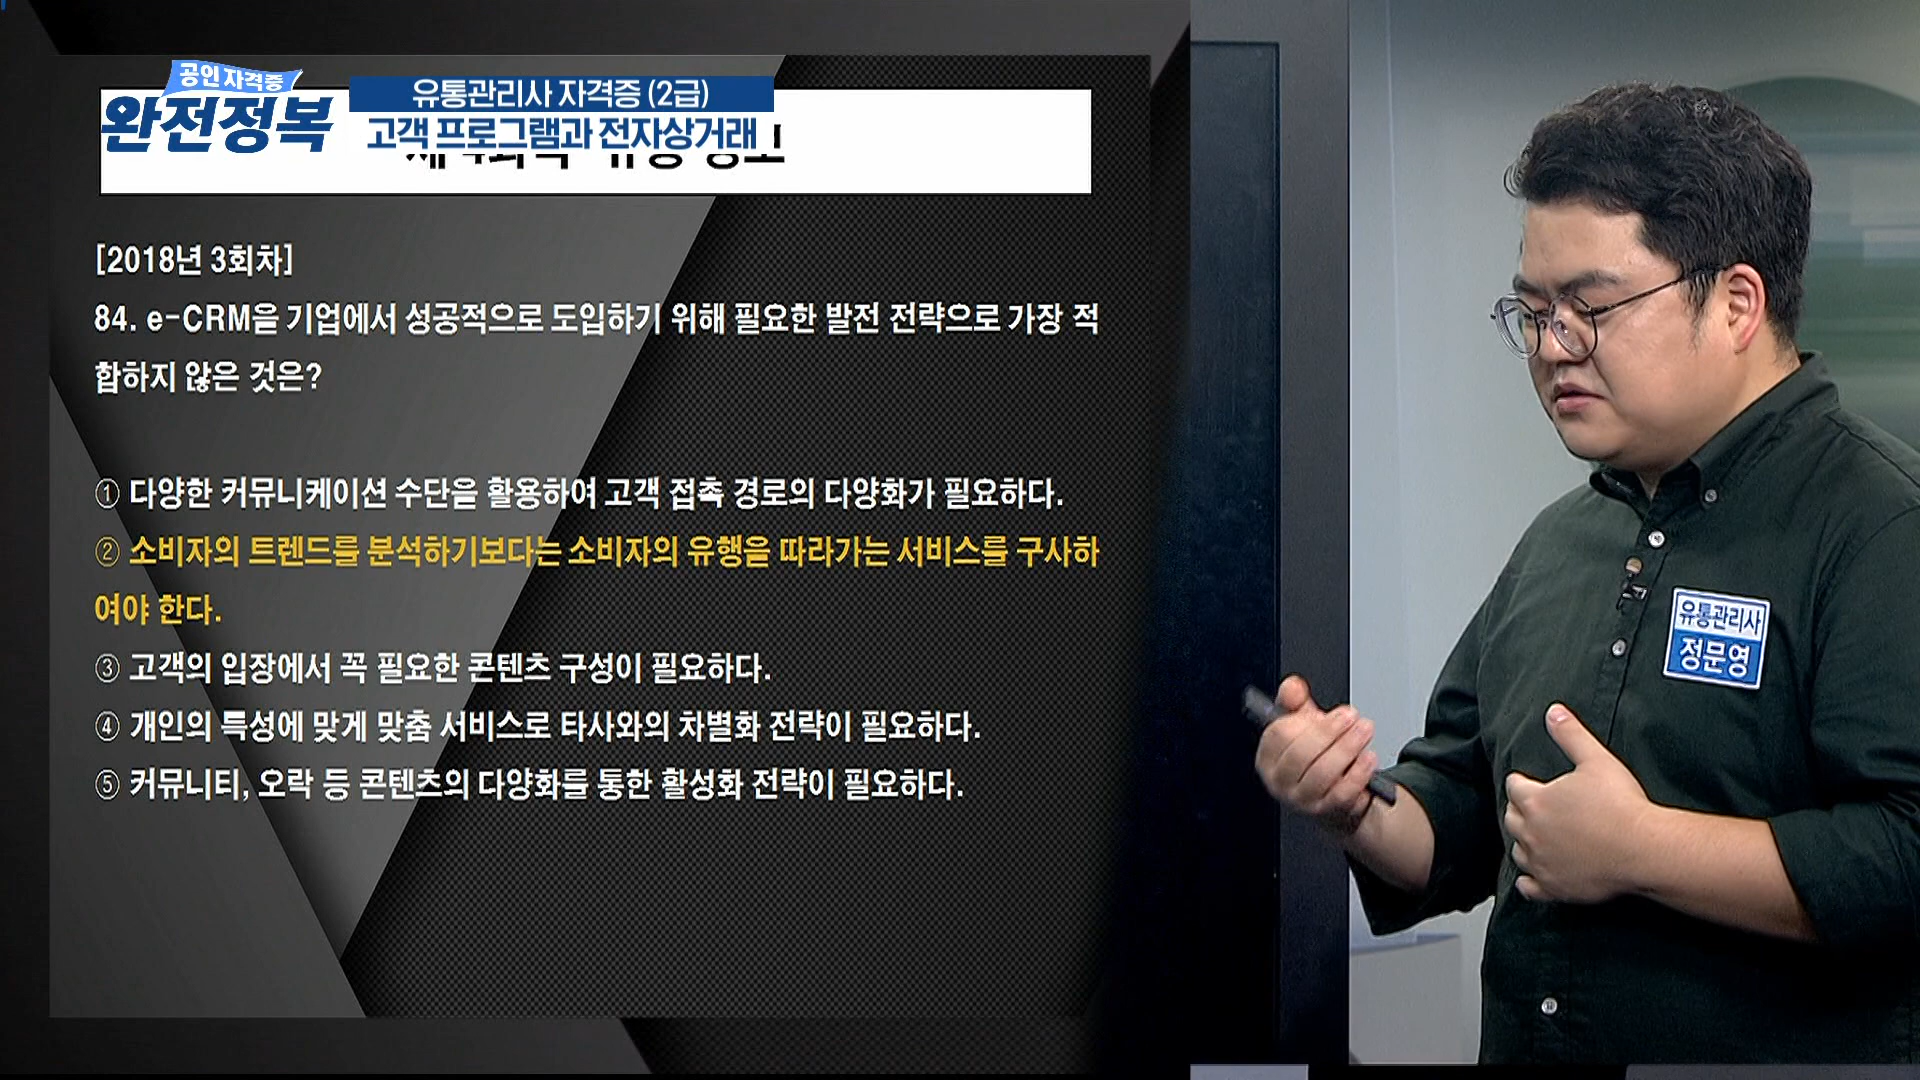 공인 자격증
완전정복
유통관리사 자격증 (2급)
고객 프로그램과 전자상거래
[2018년 3회차]
84. e-CRM을 기업에서 성공적으로 도입하기 위해 필요한 발전 전략으로 가장 적
합하지 않은 것은?
① 다양한 커뮤니케이션 수단을 활용하여 고객 접촉 경로의 다양화가 필요하다.
② 소비자의 트렌드를 분석하기보다는 소비자의 유행을 따라가는 서비스를 구사하
여야 한다.
③ 고객의 입장에서 꼭 필요한 콘텐츠 구성이 필요하다.
④ 개인의 특성에 맞게 맞춤 서비스로 타사와의 차별화 전략이 필요하다.
⑤ 커뮤니티, 오락 등 콘텐츠의 다양화를 통한 활성화 전략이 필요하다.
유통관리사
정문영